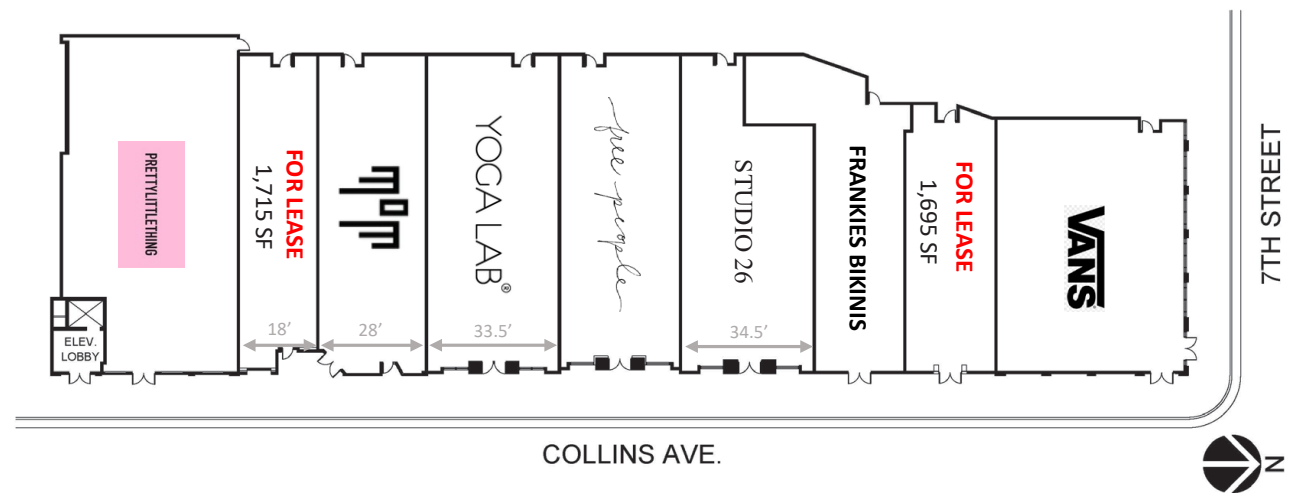 PRETTYLITTLETHING
FOR LEASE
1,715 SF
mom
YOGA LAB®
free people
STUDIO 26
FRANKIES BIKINIS
FOR LEASE
1,695 SF
VANS
18’
28’
33.5’
34.5’
ELEV.
LOBBY
7TH STREET
COLLINS AVE.
N